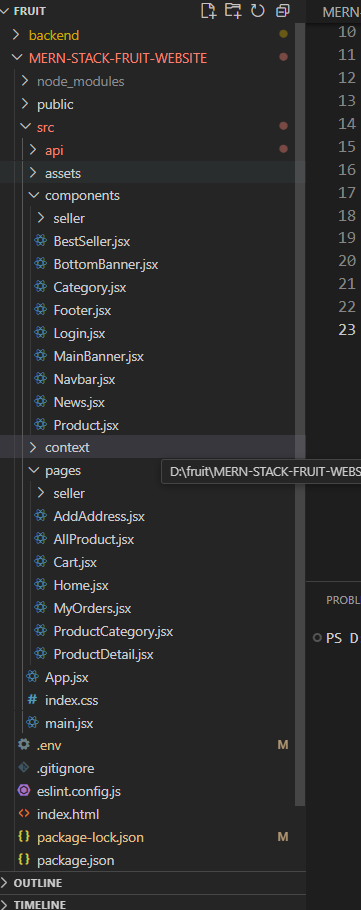 FRUIT
backend
MERN-STACK-FRUIT-WEBSITE
node_modules
public
src
api
assets
components
seller
BestSeller.jsx
BottomBanner.jsx
Category.jsx
Footer.jsx
Login.jsx
MainBanner.jsx
Navbar.jsx
News.jsx
Product.jsx
context
pages
D:\fruit\MERN-STACK-FRUIT-WEBS
seller
AddAddress.jsx
AllProduct.jsx
Cart.jsx
Home.jsx
MyOrders.jsx
ProductCategory.jsx
ProductDetail.jsx
App.jsx
# index.css
main.jsx
.env M
.gitignore
eslint.config.js
<> index.html
{} package-lock.json M
{} package.json
OUTLINE
TIMELINE
MERN-
10
11
12
13
14
15
16
17
18
19
20
21
22
23
PROBL
PS D